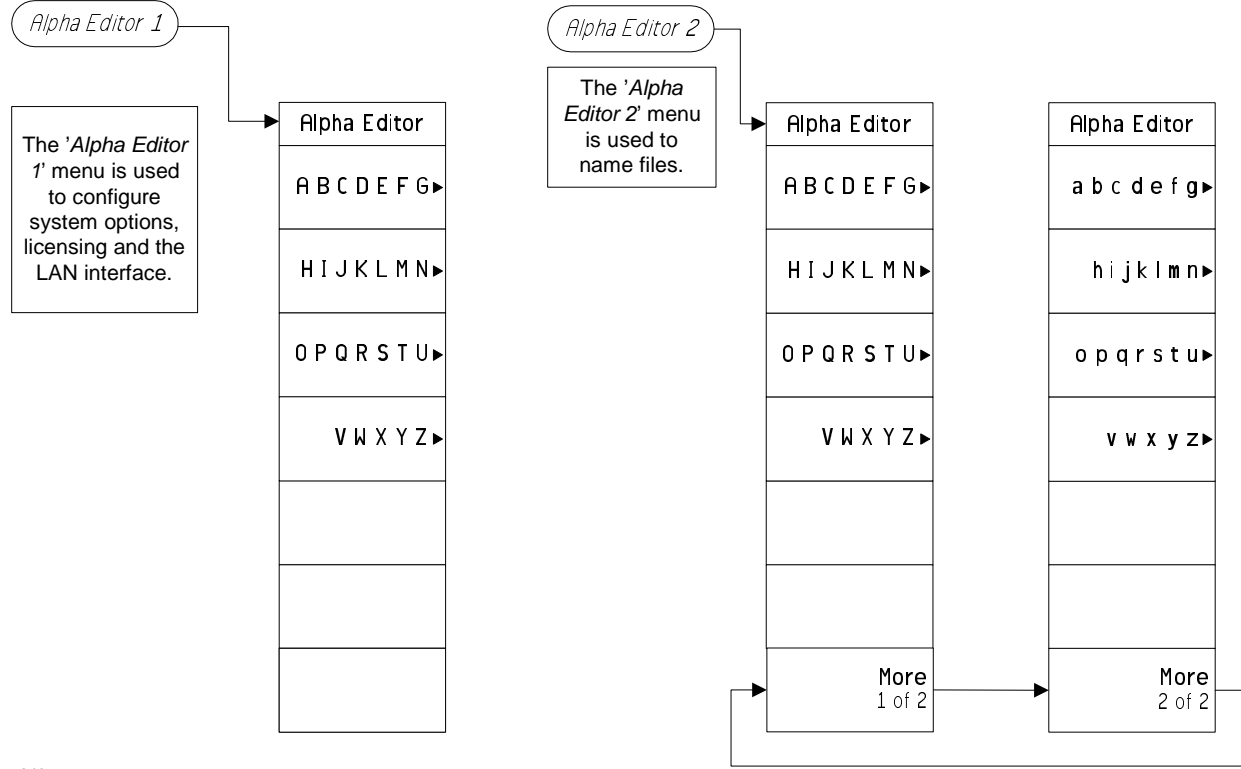 Alpha Editor 1
The 'Alpha Editor
1' menu is used
to configure
system options,
licensing and the
LAN interface.
Alpha Editor
A B C D E F G
H I J K L M N
O P Q R S T U
V W X Y Z
Alpha Editor 2
The 'Alpha
Editor 2' menu
is used to
name files.
Alpha Editor
A B C D E F G
H I J K L M N
O P Q R S T U
V W X Y Z
More
1 of 2
Alpha Editor
a b c d e f g
h i j k l m n
o p q r s t u
v w x y z
More
2 of 2